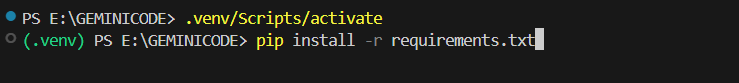 PS E:\GEMINICODE> .venv/Scripts/activate
(.venv) PS E:\GEMINICODE> pip install -r requirements.txt